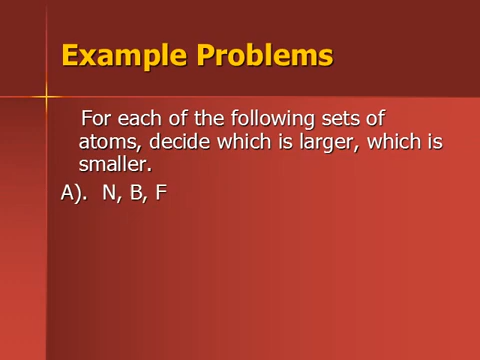 Example Problems
For each of the following sets of
atoms, decide which is larger, which is
smaller.
A). N, B, F